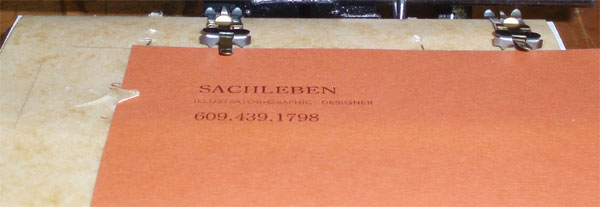 SACHLEBEN
ILLUSTRATOR•GRAPHIC DESIGNER
609.439.1798